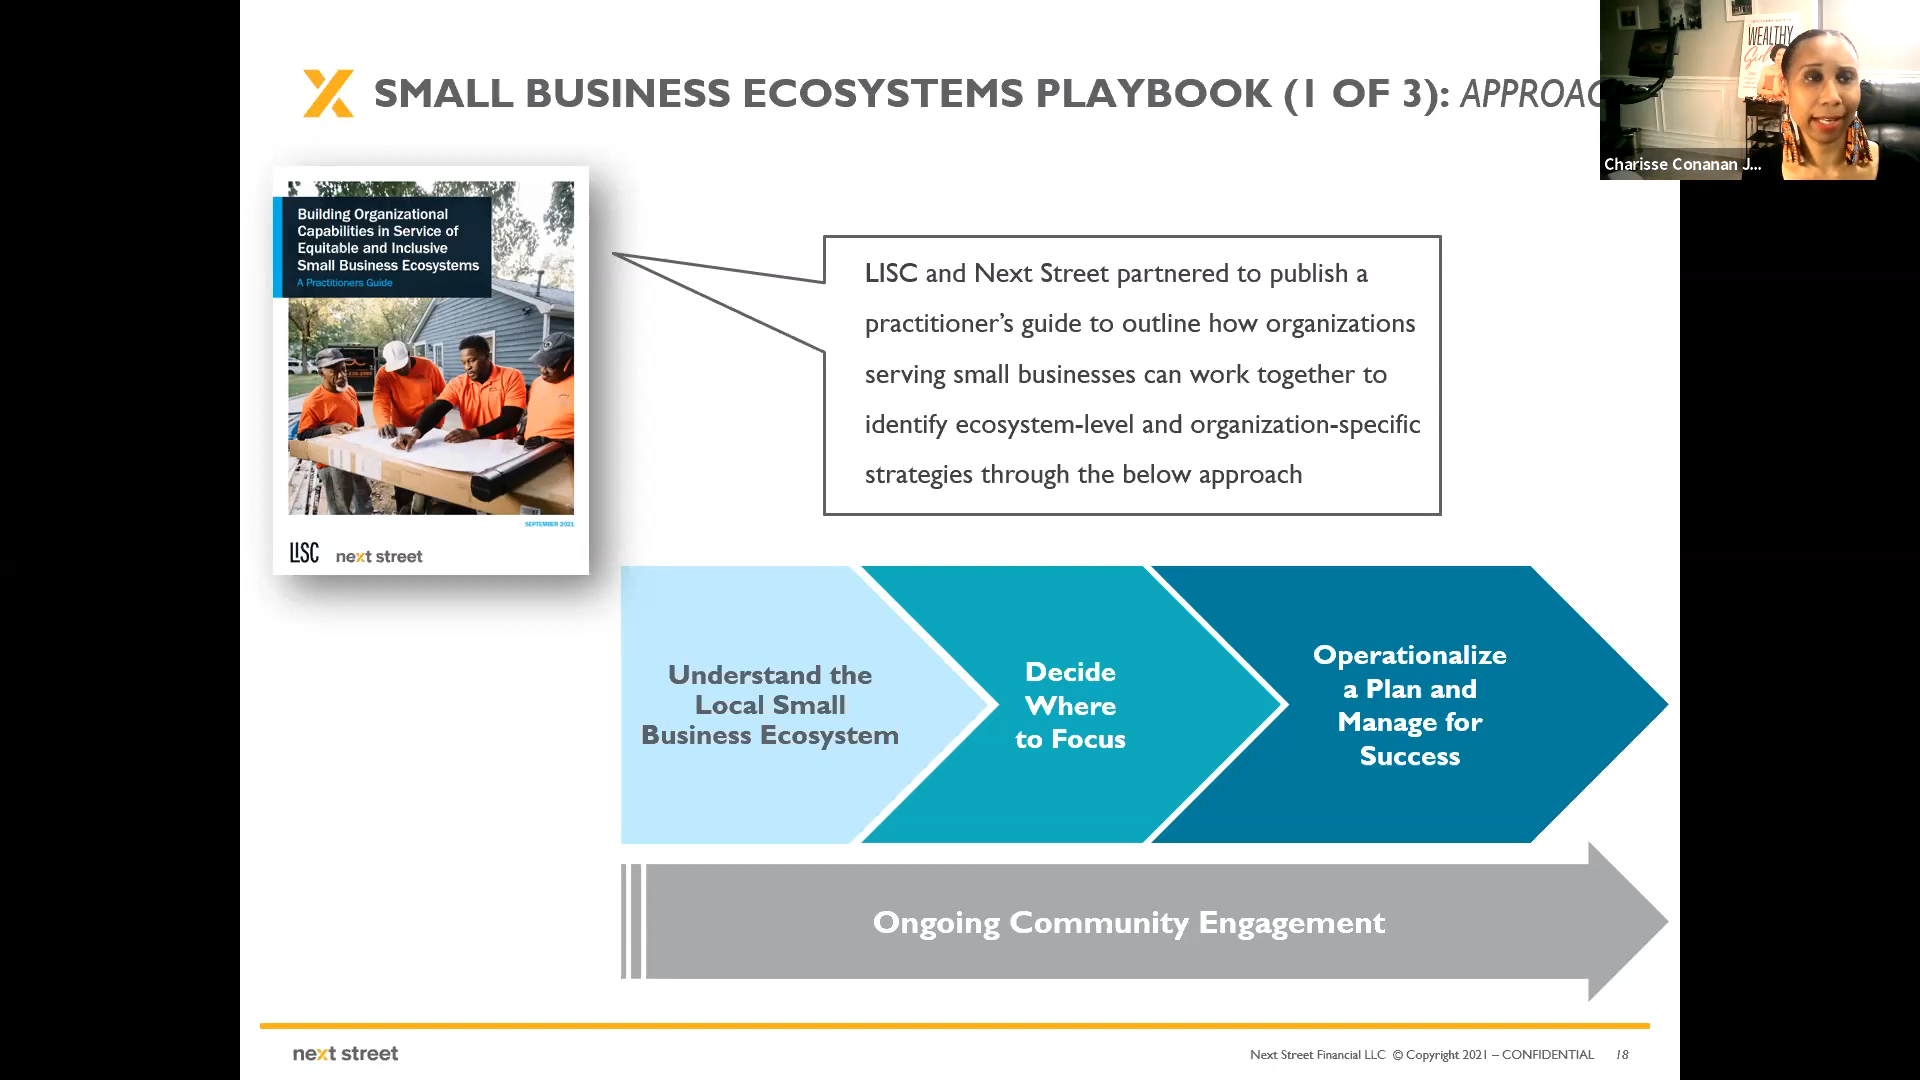 SMALL BUSINESS ECOSYSTEMS PLAYBOOK (1 OF 3): APPROAC
WEALTHY
Girl
Charisse Conanan J...
Building Organizational
Capabilities in Service of
Equitable and Inclusive
Small Business Ecosystems
A Practitioners Guide
SEPTEMBER 2021
LISC next street
LISC and Next Street partnered to publish a
practitioner’s guide to outline how organizations
serving small businesses can work together to
identify ecosystem-level and organization-specific
strategies through the below approach
Understand the
Local Small
Business Ecosystem
Decide
Where
to Focus
Operationalize
a Plan and
Manage for
Success
Ongoing Community Engagement
next street
Next Street Financial LLC © Copyright 2021 – CONFIDENTIAL 18